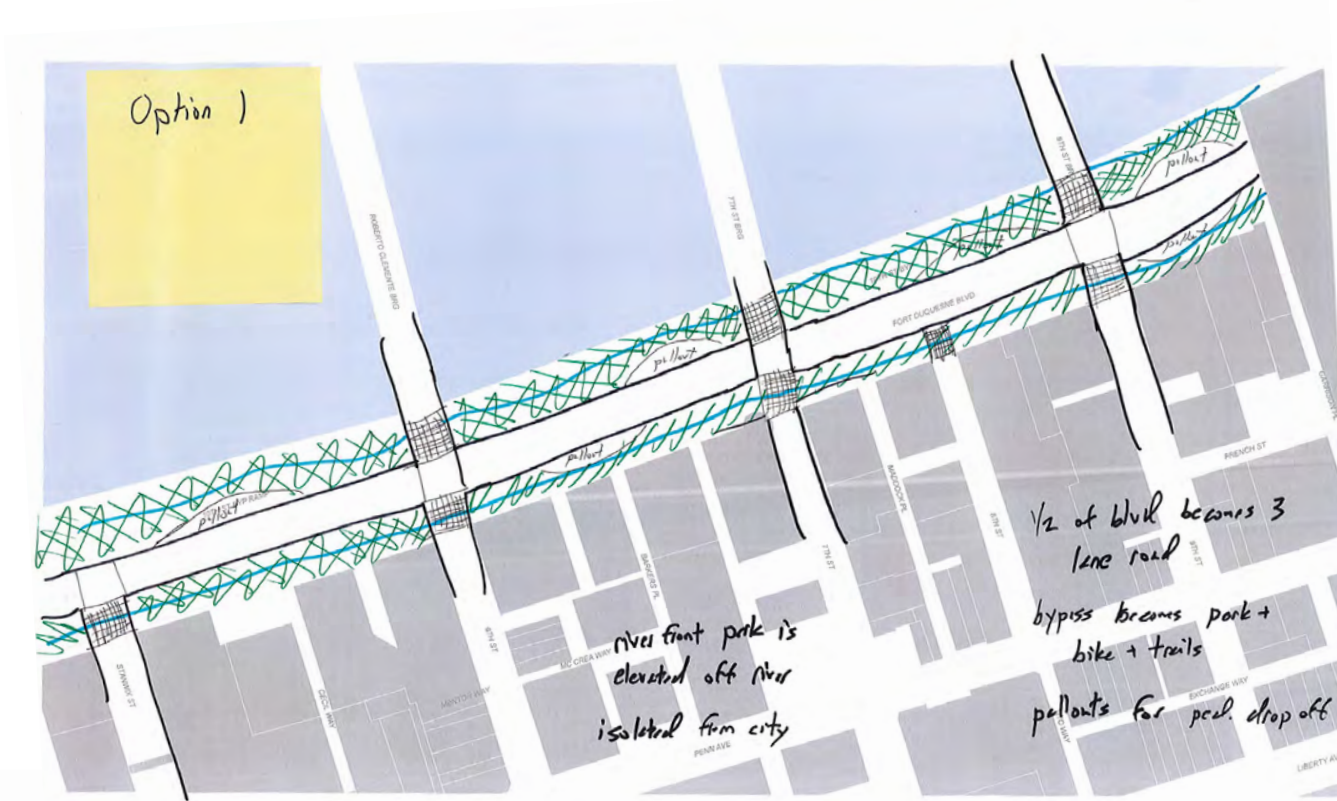 Option 1
ROBERTO CLEMENTE BRG
7TH ST BRG
9TH ST BRG
pullout
pullout
pullout
FORT DUQUESNE BLVD
pullout
pullout
pullout
FRENCH ST
MADDOCK PL
8TH ST
9TH ST
7TH ST
BARKERS PL
6TH ST
MC CREA WAY
CECIL WAY
STANWIX ST
EXCHANGE WAY
PENN AVE
LIBERTY AV
1/2 of blvd becomes 3
lane road
bypass becomes park +
bike + trails
pullouts for ped. drop off
river front park is
elevated off river
isolated from city